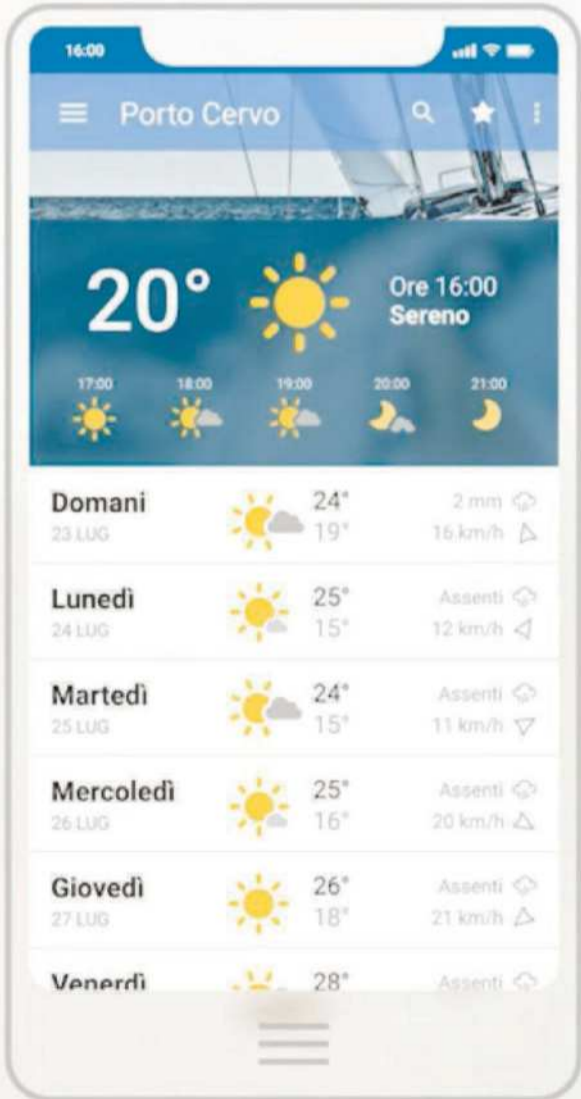 16:00
Porto Cervo
20°
Ore 16:00
Sereno
17:00 18:00 19:00 20:00 21:00
Domani 24° 2 mm
23 LUG 19° 16 km/h
Lunedì 25° Assenti
24 LUG 15° 12 km/h
Martedì 24° Assenti
25 LUG 15° 11 km/h
Mercoledì 25° Assenti
26 LUG 16° 20 km/h
Giovedì 26° Assenti
27 LUG 18° 21 km/h
Venerdì 28° Assenti